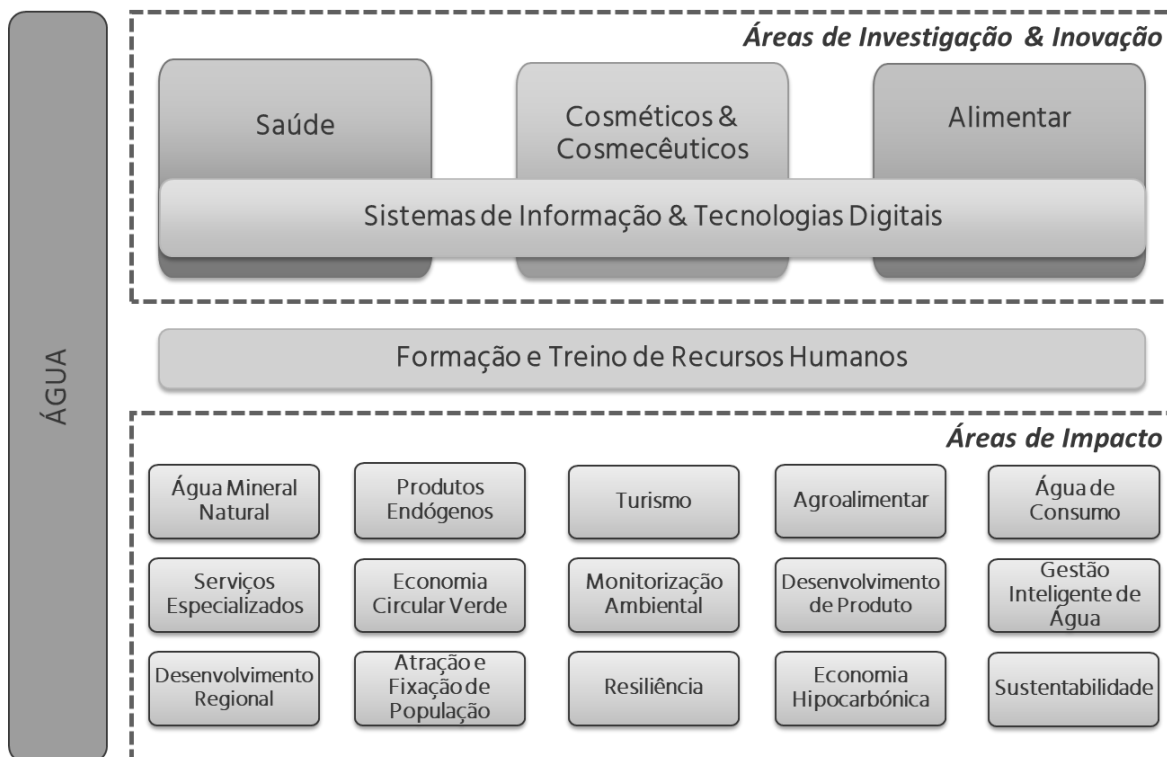 ÁGUA
Áreas de Investigação & Inovação
Saúde
Cosméticos &
Cosmecêuticos
Alimentar
Sistemas de Informação & Tecnologias Digitais
Formação e Treino de Recursos Humanos
Áreas de Impacto
Água Mineral
Natural
Produtos
Endógenos
Turismo
Agroalimentar
Água de
Consumo
Serviços
Especializados
Economia
Circular Verde
Monitorização
Ambiental
Desenvolvimento
de Produto
Gestão
Inteligente de
Água
Desenvolvimento
Regional
Atração e
Fixação de
População
Resiliência
Economia
Hipocarbónica
Sustentabilidade